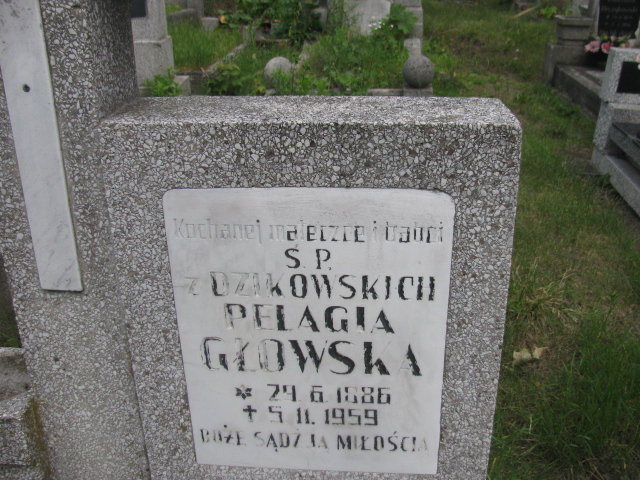 Kochanej mateczce i babci
Ś.P.
z DZIKOWSKICH
PELAGIA
GŁOWSKA
* 24.6.1886
✝ 5.11.1959
BOŻE SĄDŹ JĄ MIŁOŚCIĄ